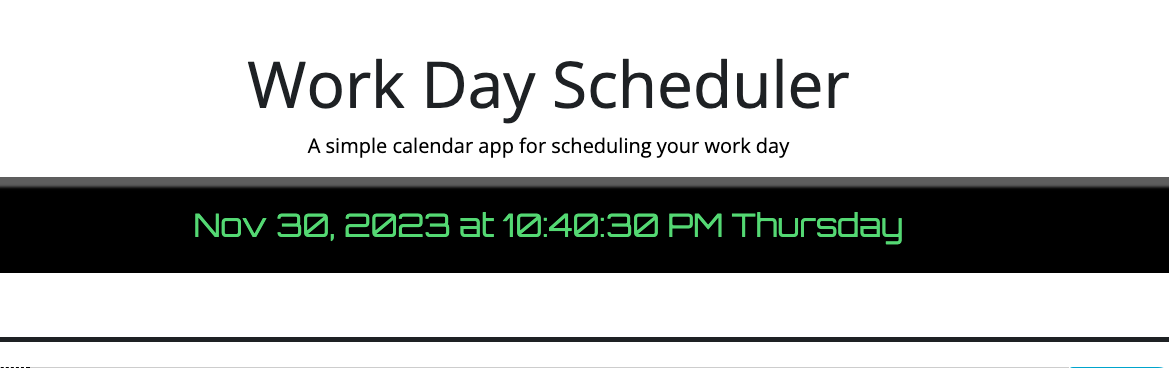 Work Day Scheduler
A simple calendar app for scheduling your work day
Nov 30, 2023 at 10:40:30 PM Thursday